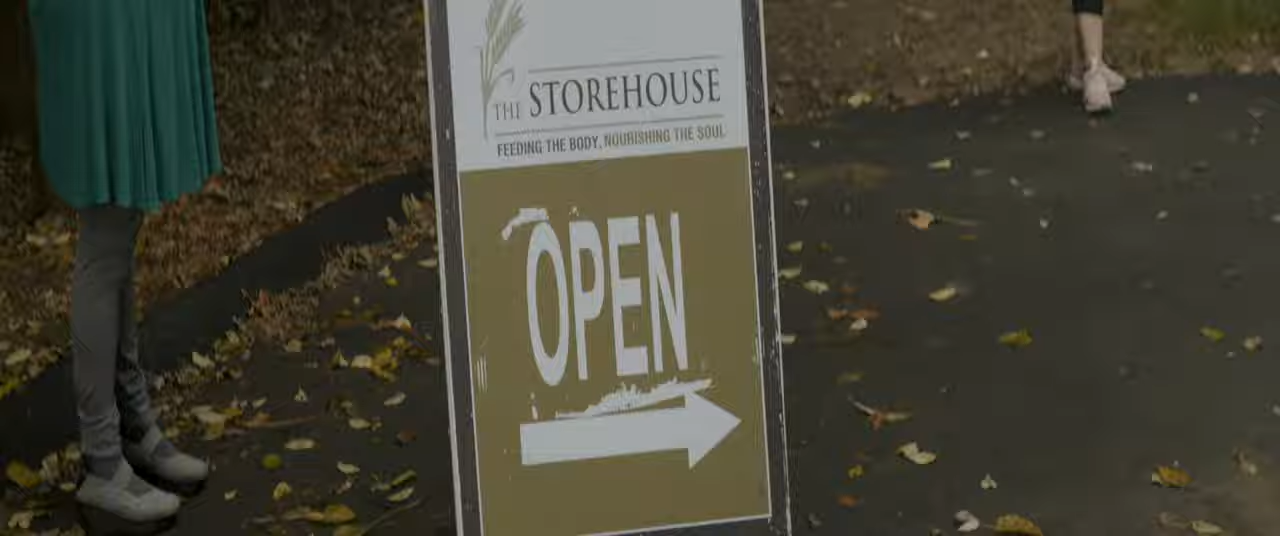 THE STOREHOUSE
FEEDING THE BODY, NOURISHING THE SOUL
OPEN